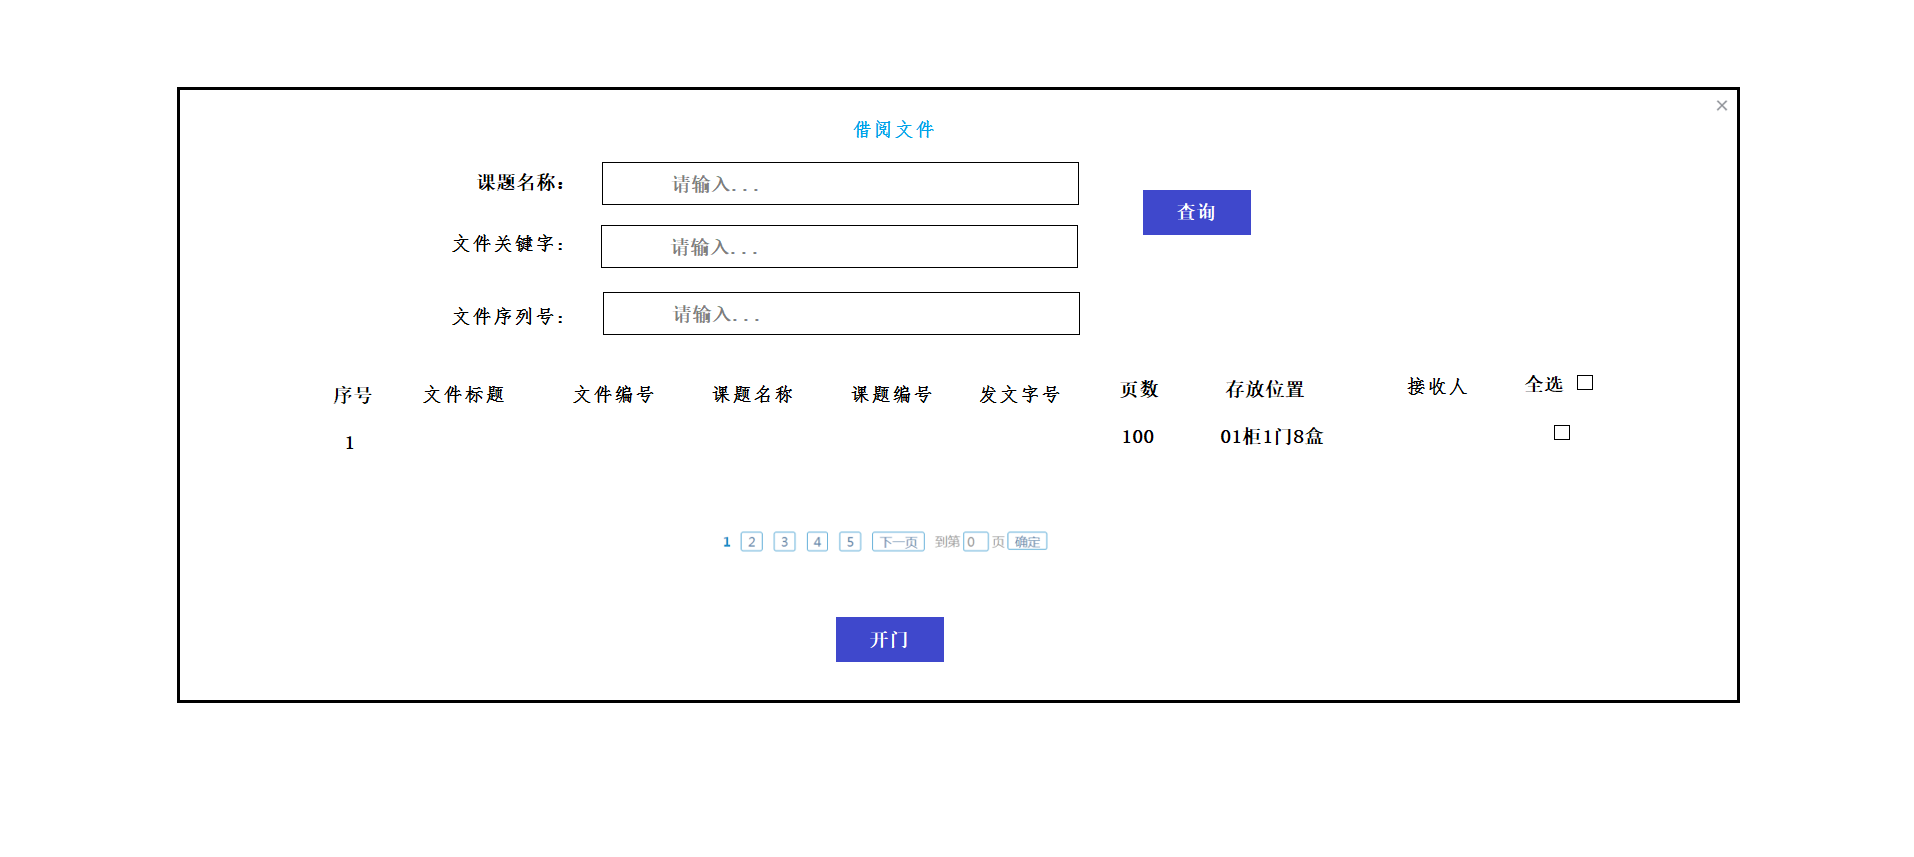 ×
借阅文件
课题名称： 请输入...
查询
文件关键字： 请输入...
文件序列号： 请输入...
序号 文件标题 文件编号 课题名称 课题编号 发文字号 页数 存放位置 接收人 全选
1 100 01柜1门8盒
1 2 3 4 5 下一页 到第 0 页 确定
开门